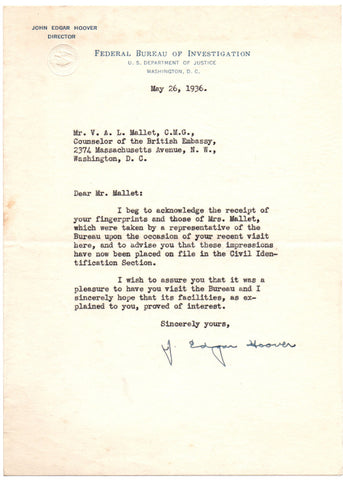 JOHN EDGAR HOOVER
DIRECTOR
FEDERAL BUREAU OF INVESTIGATION
U. S. DEPARTMENT OF JUSTICE
WASHINGTON, D. C.
May 26, 1936.
Mr. V. A. L. Mallet, C.M.G.,
Counselor of the British Embassy,
2374 Massachusetts Avenue, N. W.,
Washington, D. C.
Dear Mr. Mallet:
I beg to acknowledge the receipt of
your fingerprints and those of Mrs. Mallet,
which were taken by a representative of the
Bureau upon the occasion of your recent visit
here, and to advise you that these impressions
have now been placed on file in the Civil Iden-
tification Section.
I wish to assure you that it was a
pleasure to have you visit the Bureau and I
sincerely hope that its facilities, as ex-
plained to you, proved of interest.
Sincerely yours,
J. Edgar Hoover